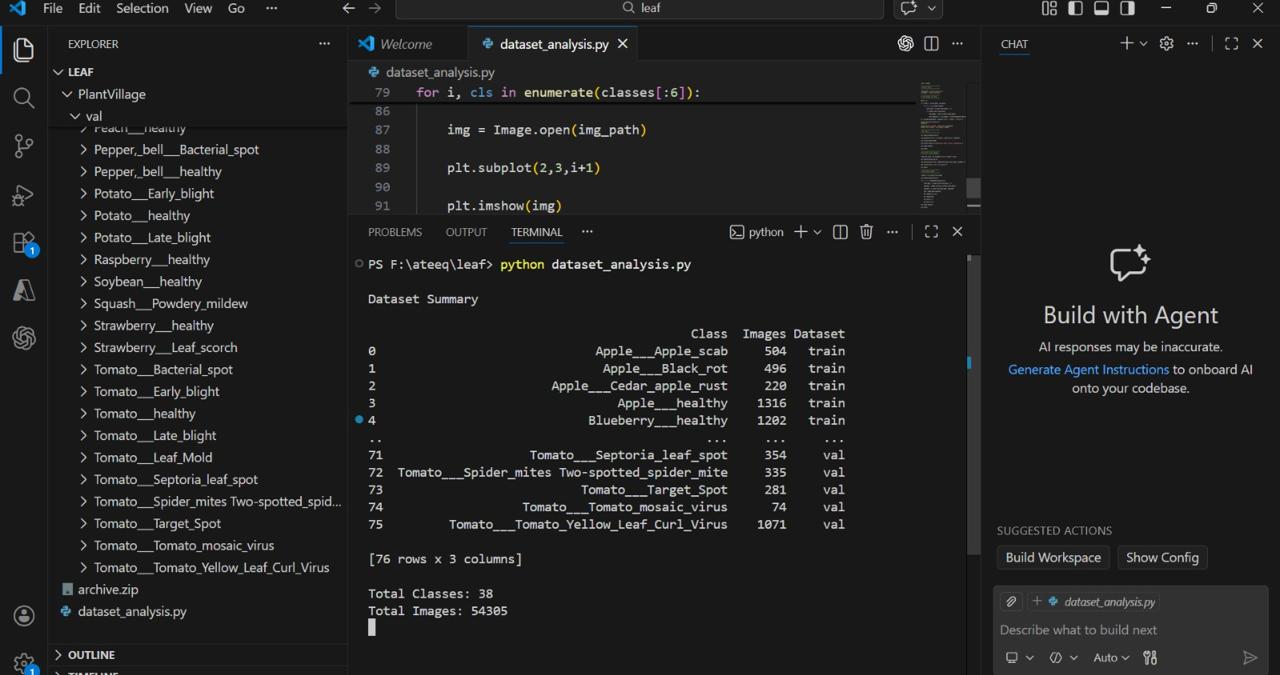 File Edit Selection View Go ···
leaf
EXPLORER ···
LEAF
PlantVillage
val
Peach___healthy
Pepper,_bell___Bacterial_spot
Pepper,_bell___healthy
Potato___Early_blight
Potato___healthy
Potato___Late_blight
Raspberry___healthy
Soybean___healthy
Squash___Powdery_mildew
Strawberry___healthy
Strawberry___Leaf_scorch
Tomato___Bacterial_spot
Tomato___Early_blight
Tomato___healthy
Tomato___Late_blight
Tomato___Leaf_Mold
Tomato___Septoria_leaf_spot
Tomato___Spider_mites Two-spotted_spid...
Tomato___Target_Spot
Tomato___Tomato_mosaic_virus
Tomato___Tomato_Yellow_Leaf_Curl_Virus
archive.zip
dataset_analysis.py
OUTLINE
TIMELINE
1
1
Welcome dataset_analysis.py
dataset_analysis.py
79 for i, cls in enumerate(classes[:6]):
86
87 img = Image.open(img_path)
88
89 plt.subplot(2,3,i+1)
90
91 plt.imshow(img)
PROBLEMS OUTPUT TERMINAL ··· python
PS F:\ateeq\leaf> python dataset_analysis.py
Dataset Summary
Class Images Dataset
0 Apple___Apple_scab 504 train
1 Apple___Black_rot 496 train
2 Apple___Cedar_apple_rust 220 train
3 Apple___healthy 1316 train
4 Blueberry___healthy 1202 train
.. ... ... ...
71 Tomato___Septoria_leaf_spot 354 val
72 Tomato___Spider_mites Two-spotted_spider_mite 335 val
73 Tomato___Target_Spot 281 val
74 Tomato___Tomato_mosaic_virus 74 val
75 Tomato___Tomato_Yellow_Leaf_Curl_Virus 1071 val
[76 rows x 3 columns]
Total Classes: 38
Total Images: 54305
CHAT
Build with Agent
AI responses may be inaccurate.
Generate Agent Instructions to onboard AI
onto your codebase.
SUGGESTED ACTIONS
Build Workspace Show Config
dataset_analysis.py
Describe what to build next
Auto